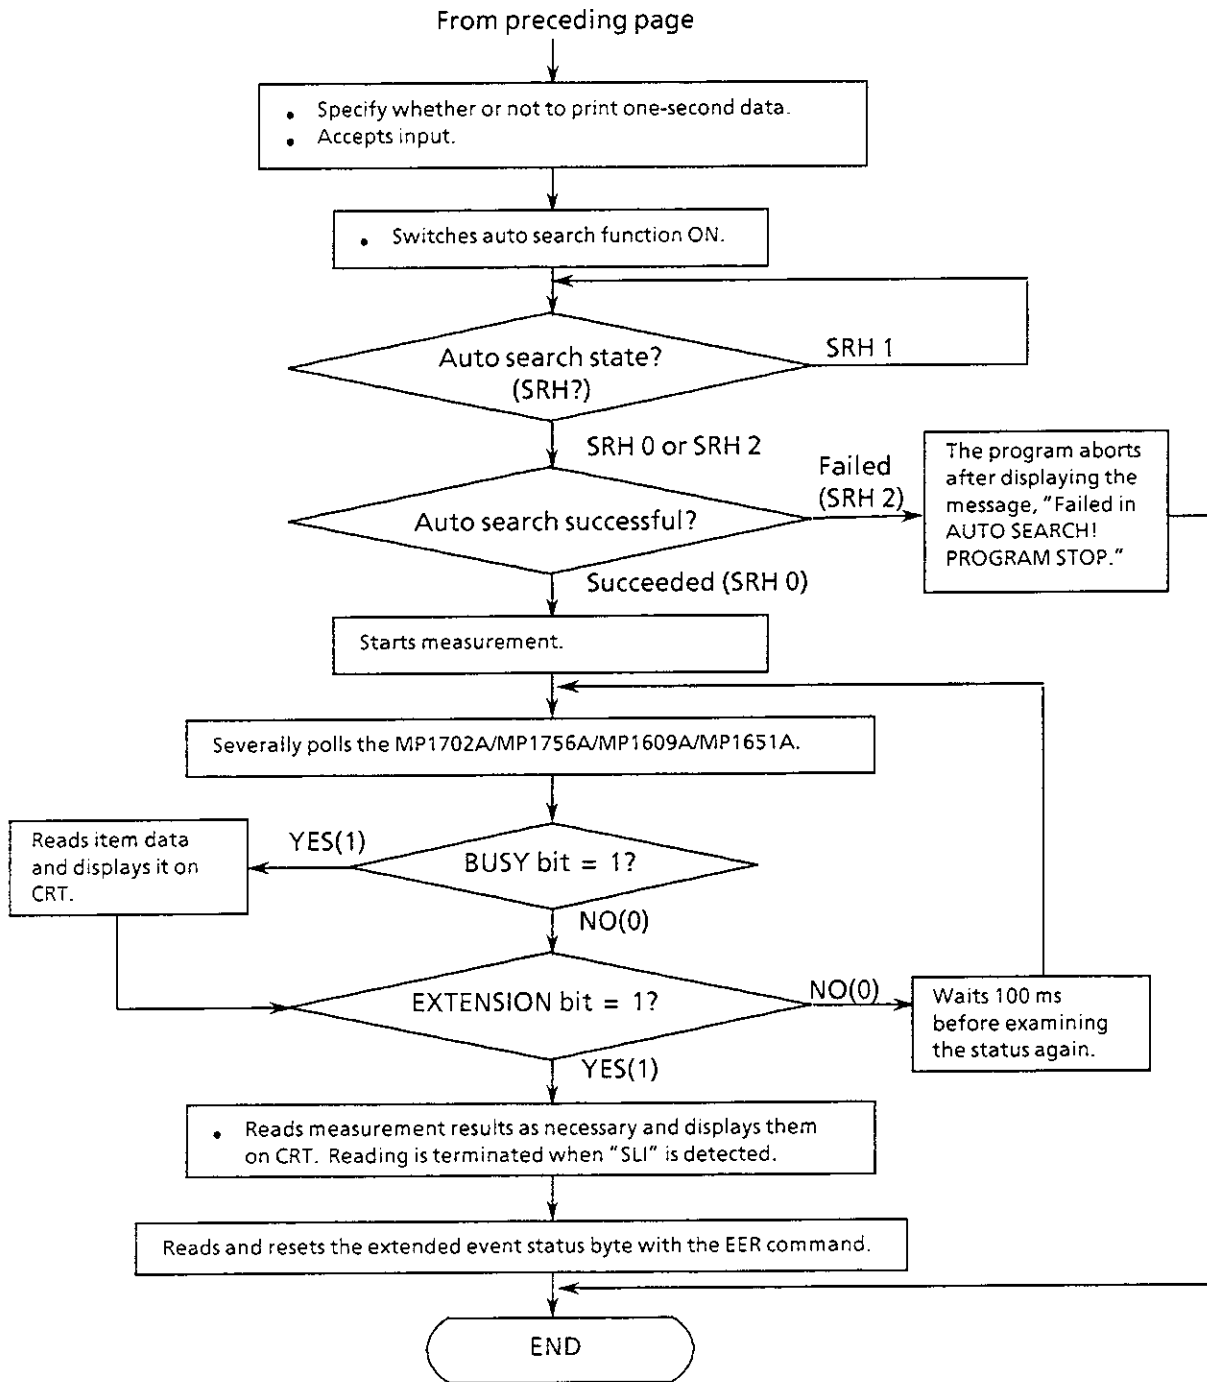 From preceding page
• Specify whether or not to print one-second data.
• Accepts input.
• Switches auto search function ON.
Auto search state?
(SRH?)
SRH 1
SRH 0 or SRH 2
Auto search successful?
Failed
(SRH 2)
The program aborts
after displaying the
message, "Failed in
AUTO SEARCH!
PROGRAM STOP."
Succeeded (SRH 0)
Starts measurement.
Severally polls the MP1702A/MP1756A/MP1609A/MP1651A.
BUSY bit = 1?
YES(1)
Reads item data
and displays it on
CRT.
NO(0)
EXTENSION bit = 1?
NO(0)
Waits 100 ms
before examining
the status again.
YES(1)
• Reads measurement results as necessary and displays them
on CRT. Reading is terminated when "SLI" is detected.
Reads and resets the extended event status byte with the EER command.
END